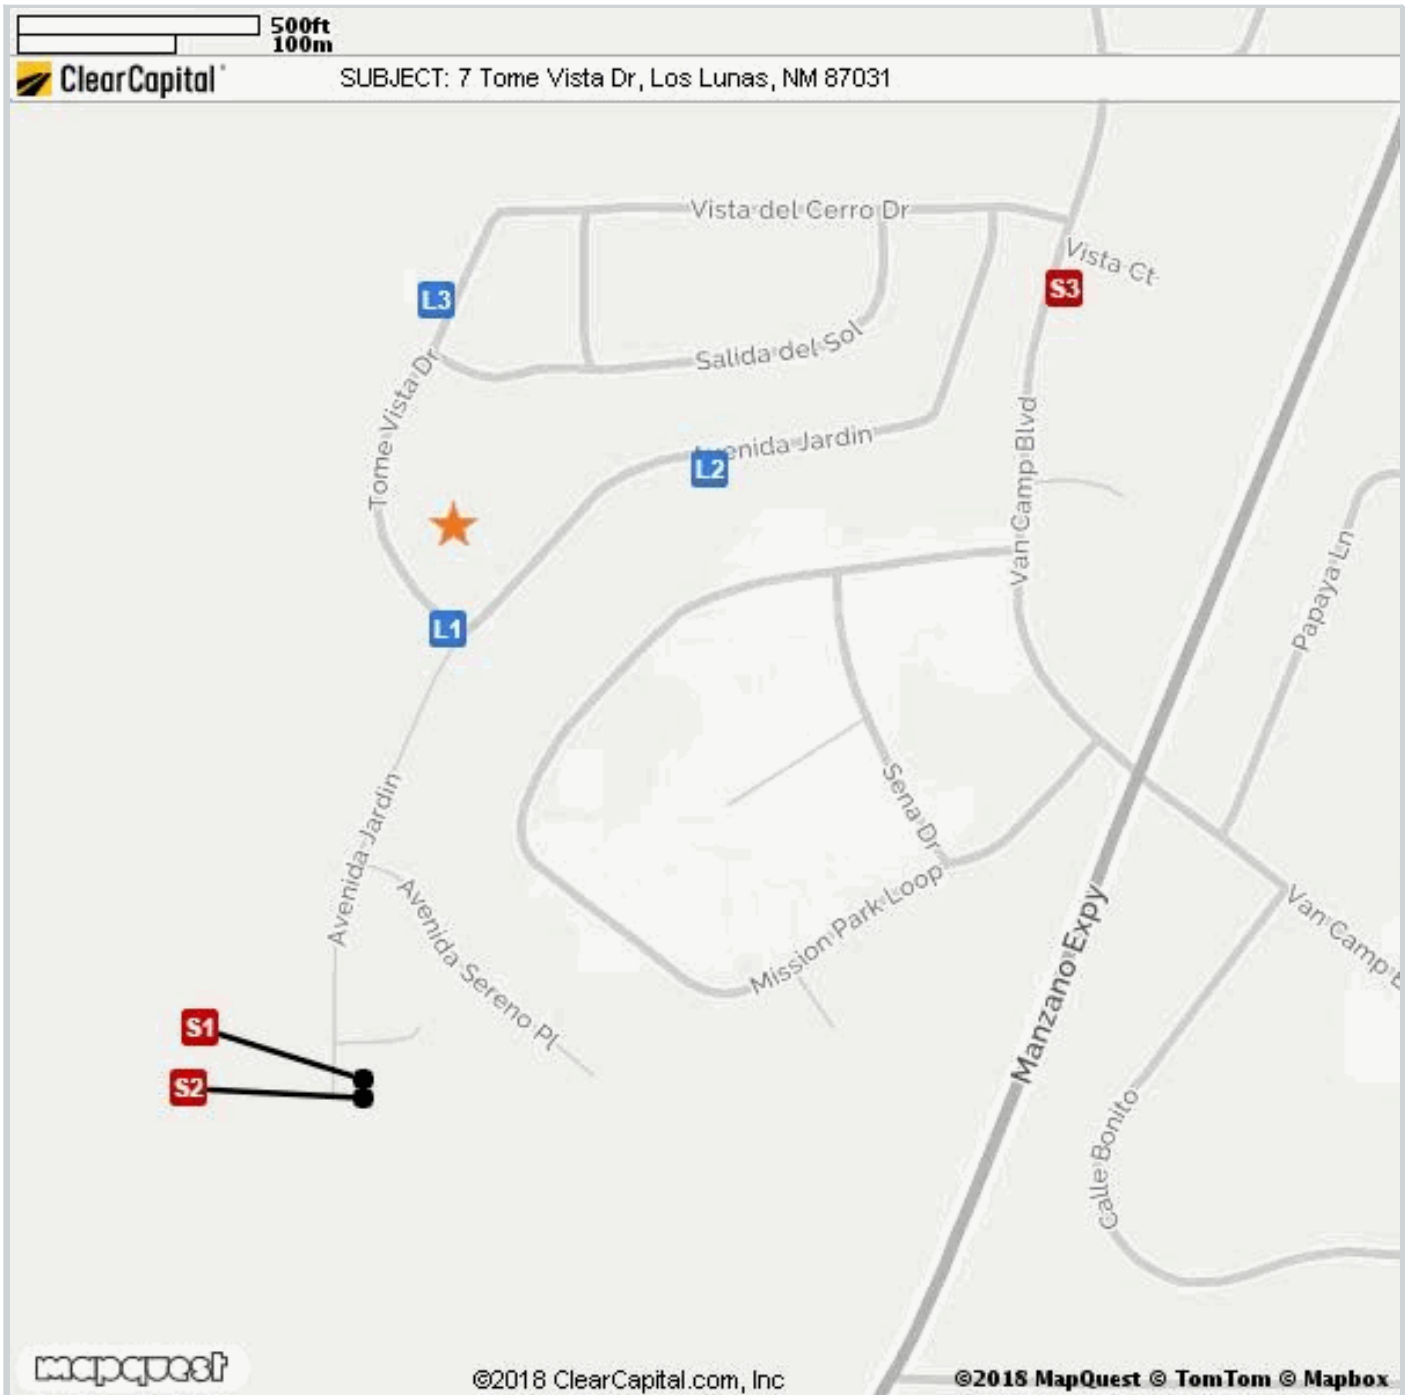 500ft
100m
ClearCapital
SUBJECT: 7 Tome Vista Dr, Los Lunas, NM 87031
Vista del Cerro Dr
Vista Ct
S3
L3
Salida del Sol
Tome Vista Dr
Avenida Jardin
L2
Van Camp Blvd
Papaya Ln
L1
Sena Dr
Avenida Jardin
Avenida Sereno Pl
Mission Park Loop
Manzano Expy
Van Camp B
S1
S2
Calle Bonito
mapquest
©2018 ClearCapital.com, Inc
©2018 MapQuest © TomTom © Mapbox